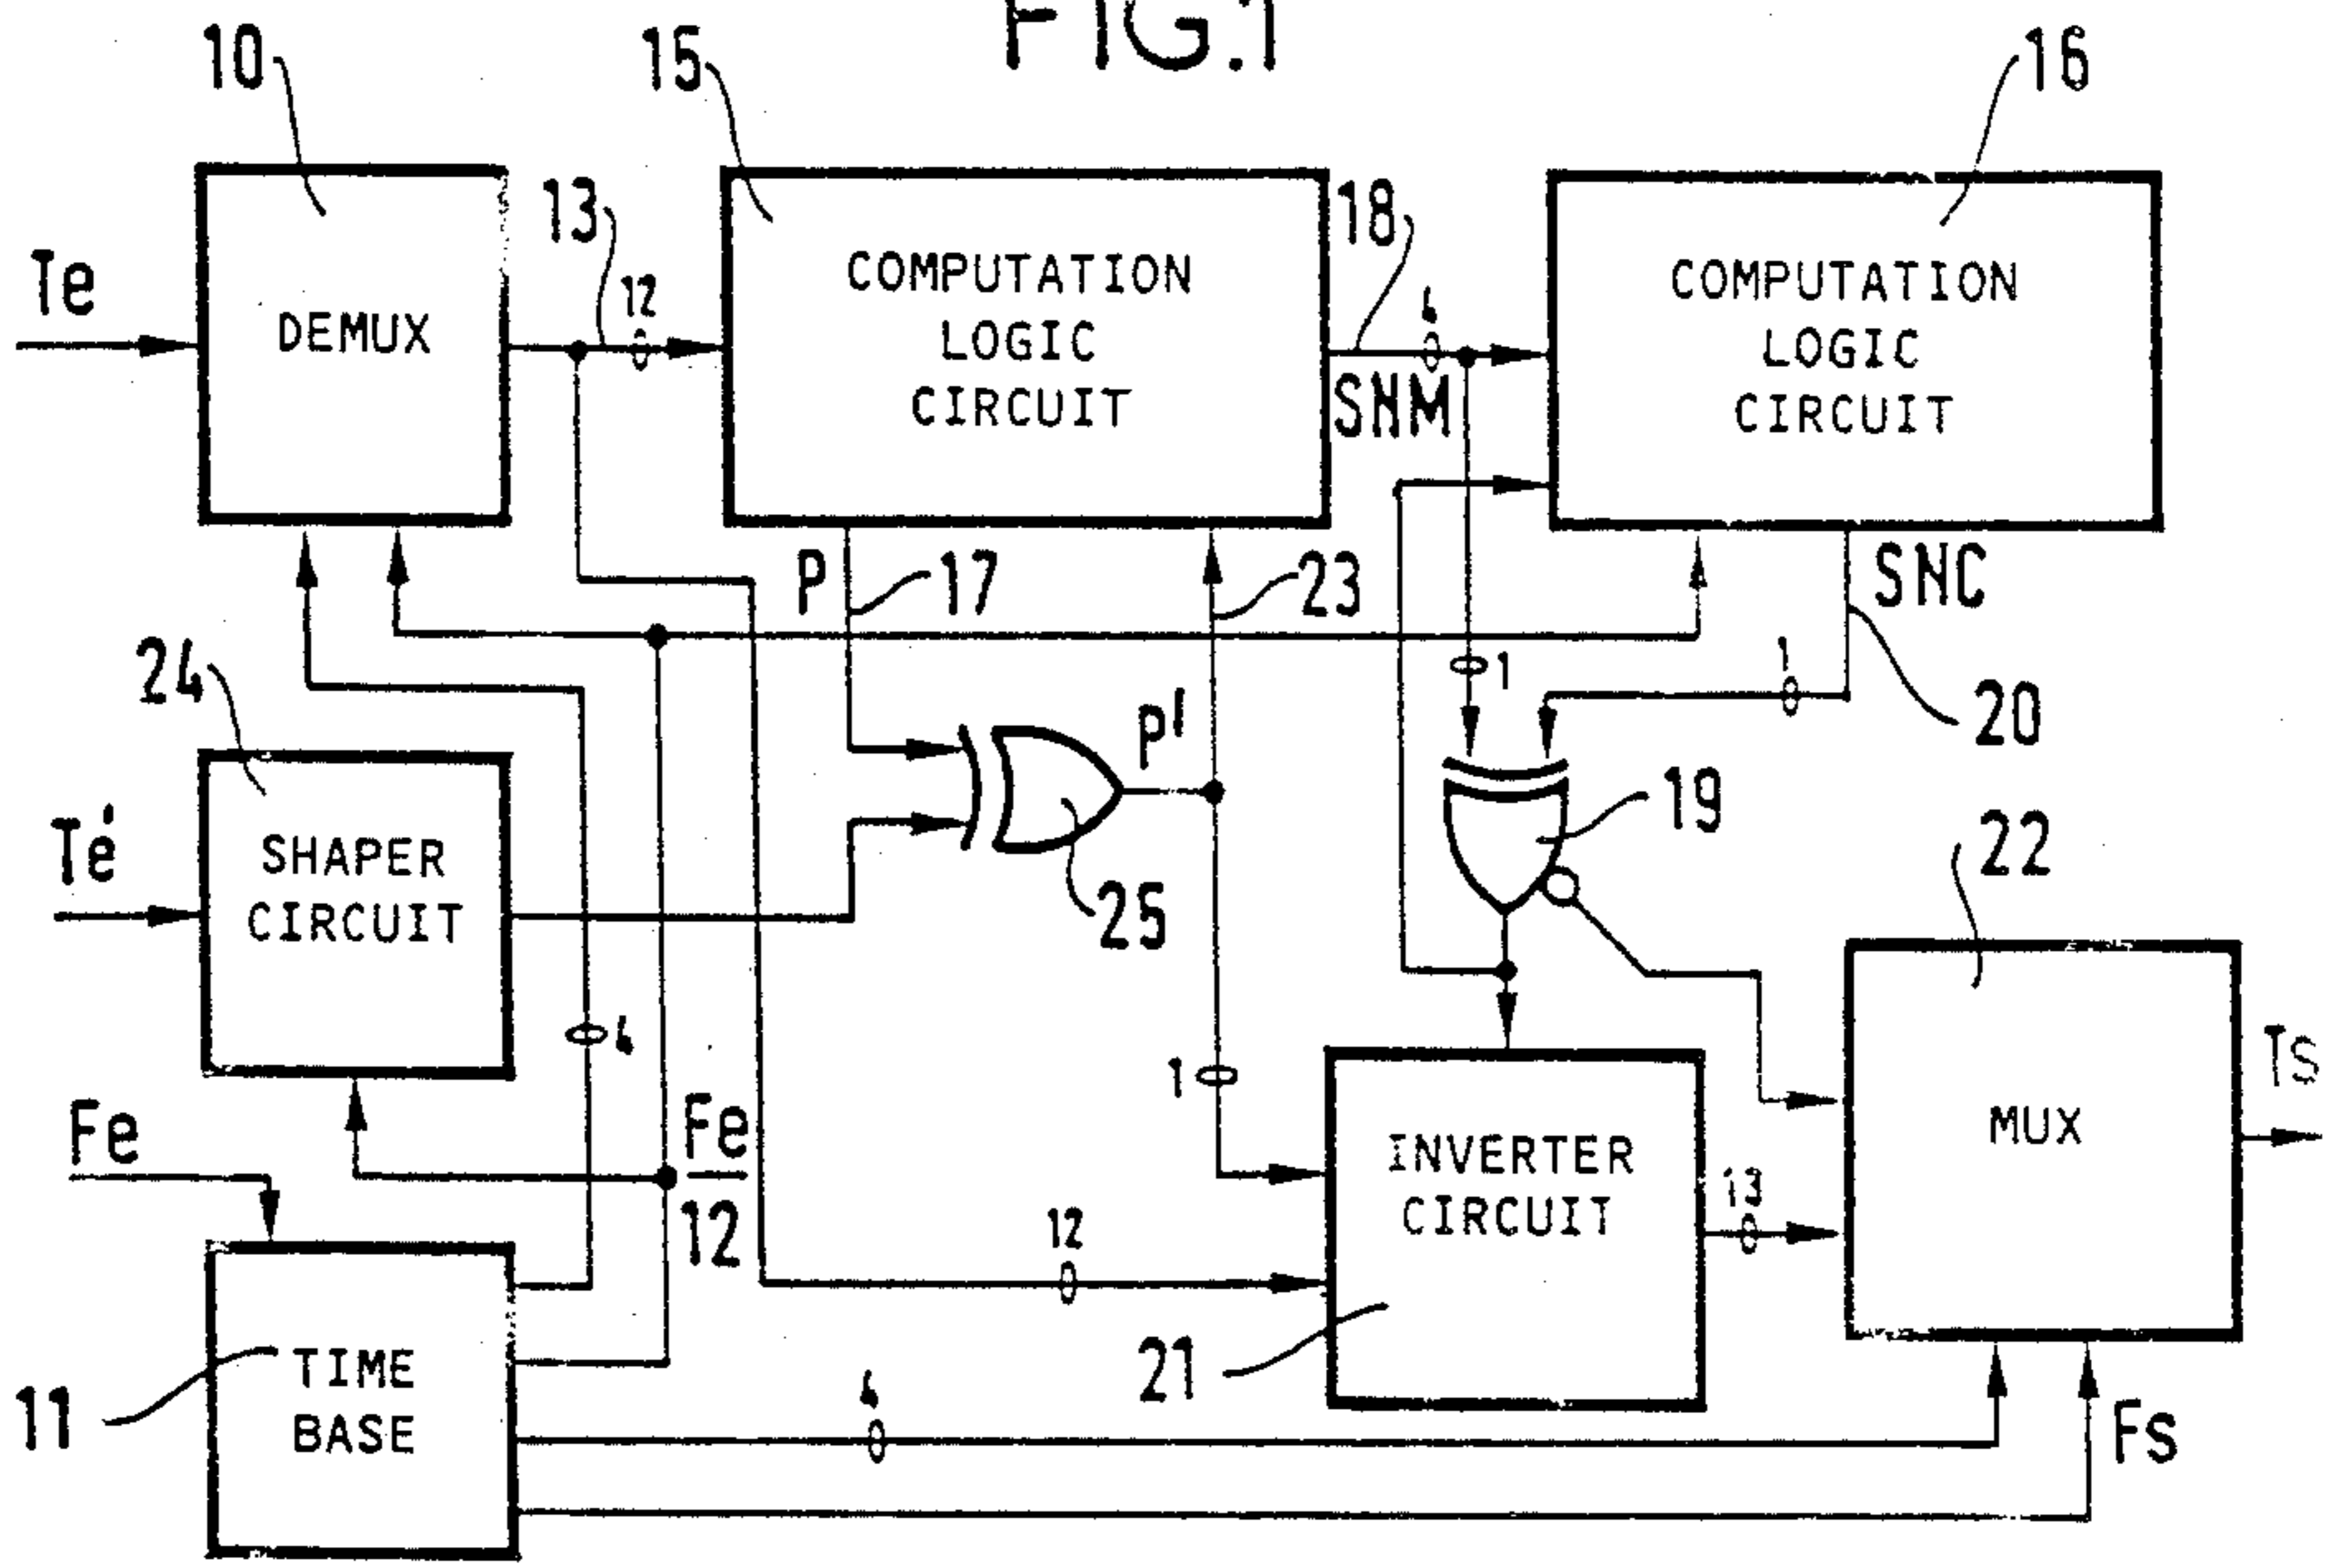 FIG.1
10
15
16
13
12
18
4
Te
DEMUX
COMPUTATION
LOGIC
CIRCUIT
SNM
COMPUTATION
LOGIC
CIRCUIT
P
17
23
SNC
1
1
20
24
P'
19
Té
SHAPER
CIRCUIT
25
22
4
1
Fe
Fe
12
INVERTER
CIRCUIT
MUX
Ts
13
12
11
TIME
BASE
21
4
Fs